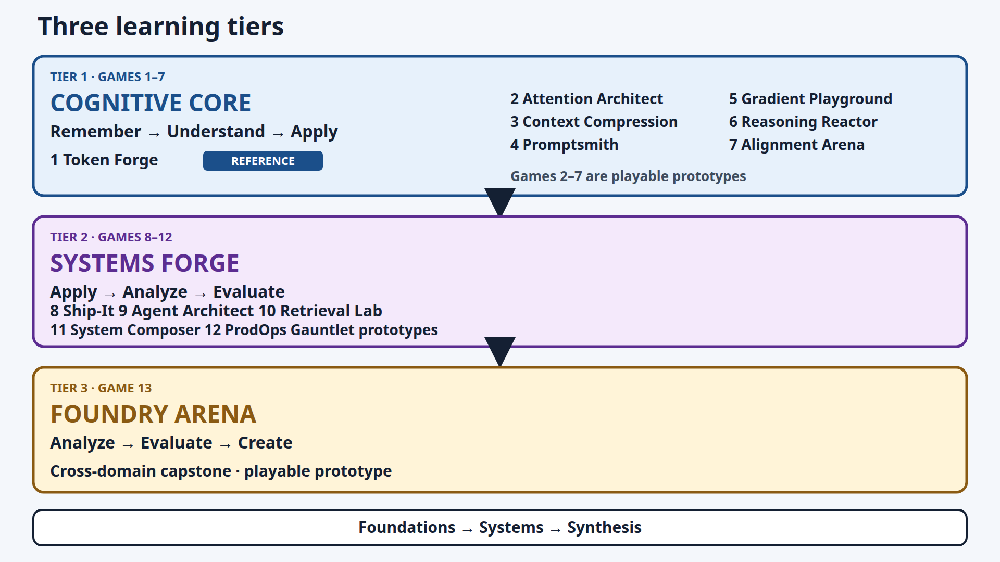 Three learning tiers
TIER 1 · GAMES 1–7
COGNITIVE CORE
Remember → Understand → Apply
1 Token Forge
REFERENCE
2 Attention Architect
3 Context Compression
4 Promptsmith
5 Gradient Playground
6 Reasoning Reactor
7 Alignment Arena
Games 2–7 are playable prototypes
TIER 2 · GAMES 8–12
SYSTEMS FORGE
Apply → Analyze → Evaluate
8 Ship-It 9 Agent Architect 10 Retrieval Lab
11 System Composer 12 ProdOps Gauntlet prototypes
TIER 3 · GAME 13
FOUNDRY ARENA
Analyze → Evaluate → Create
Cross-domain capstone · playable prototype
Foundations → Systems → Synthesis